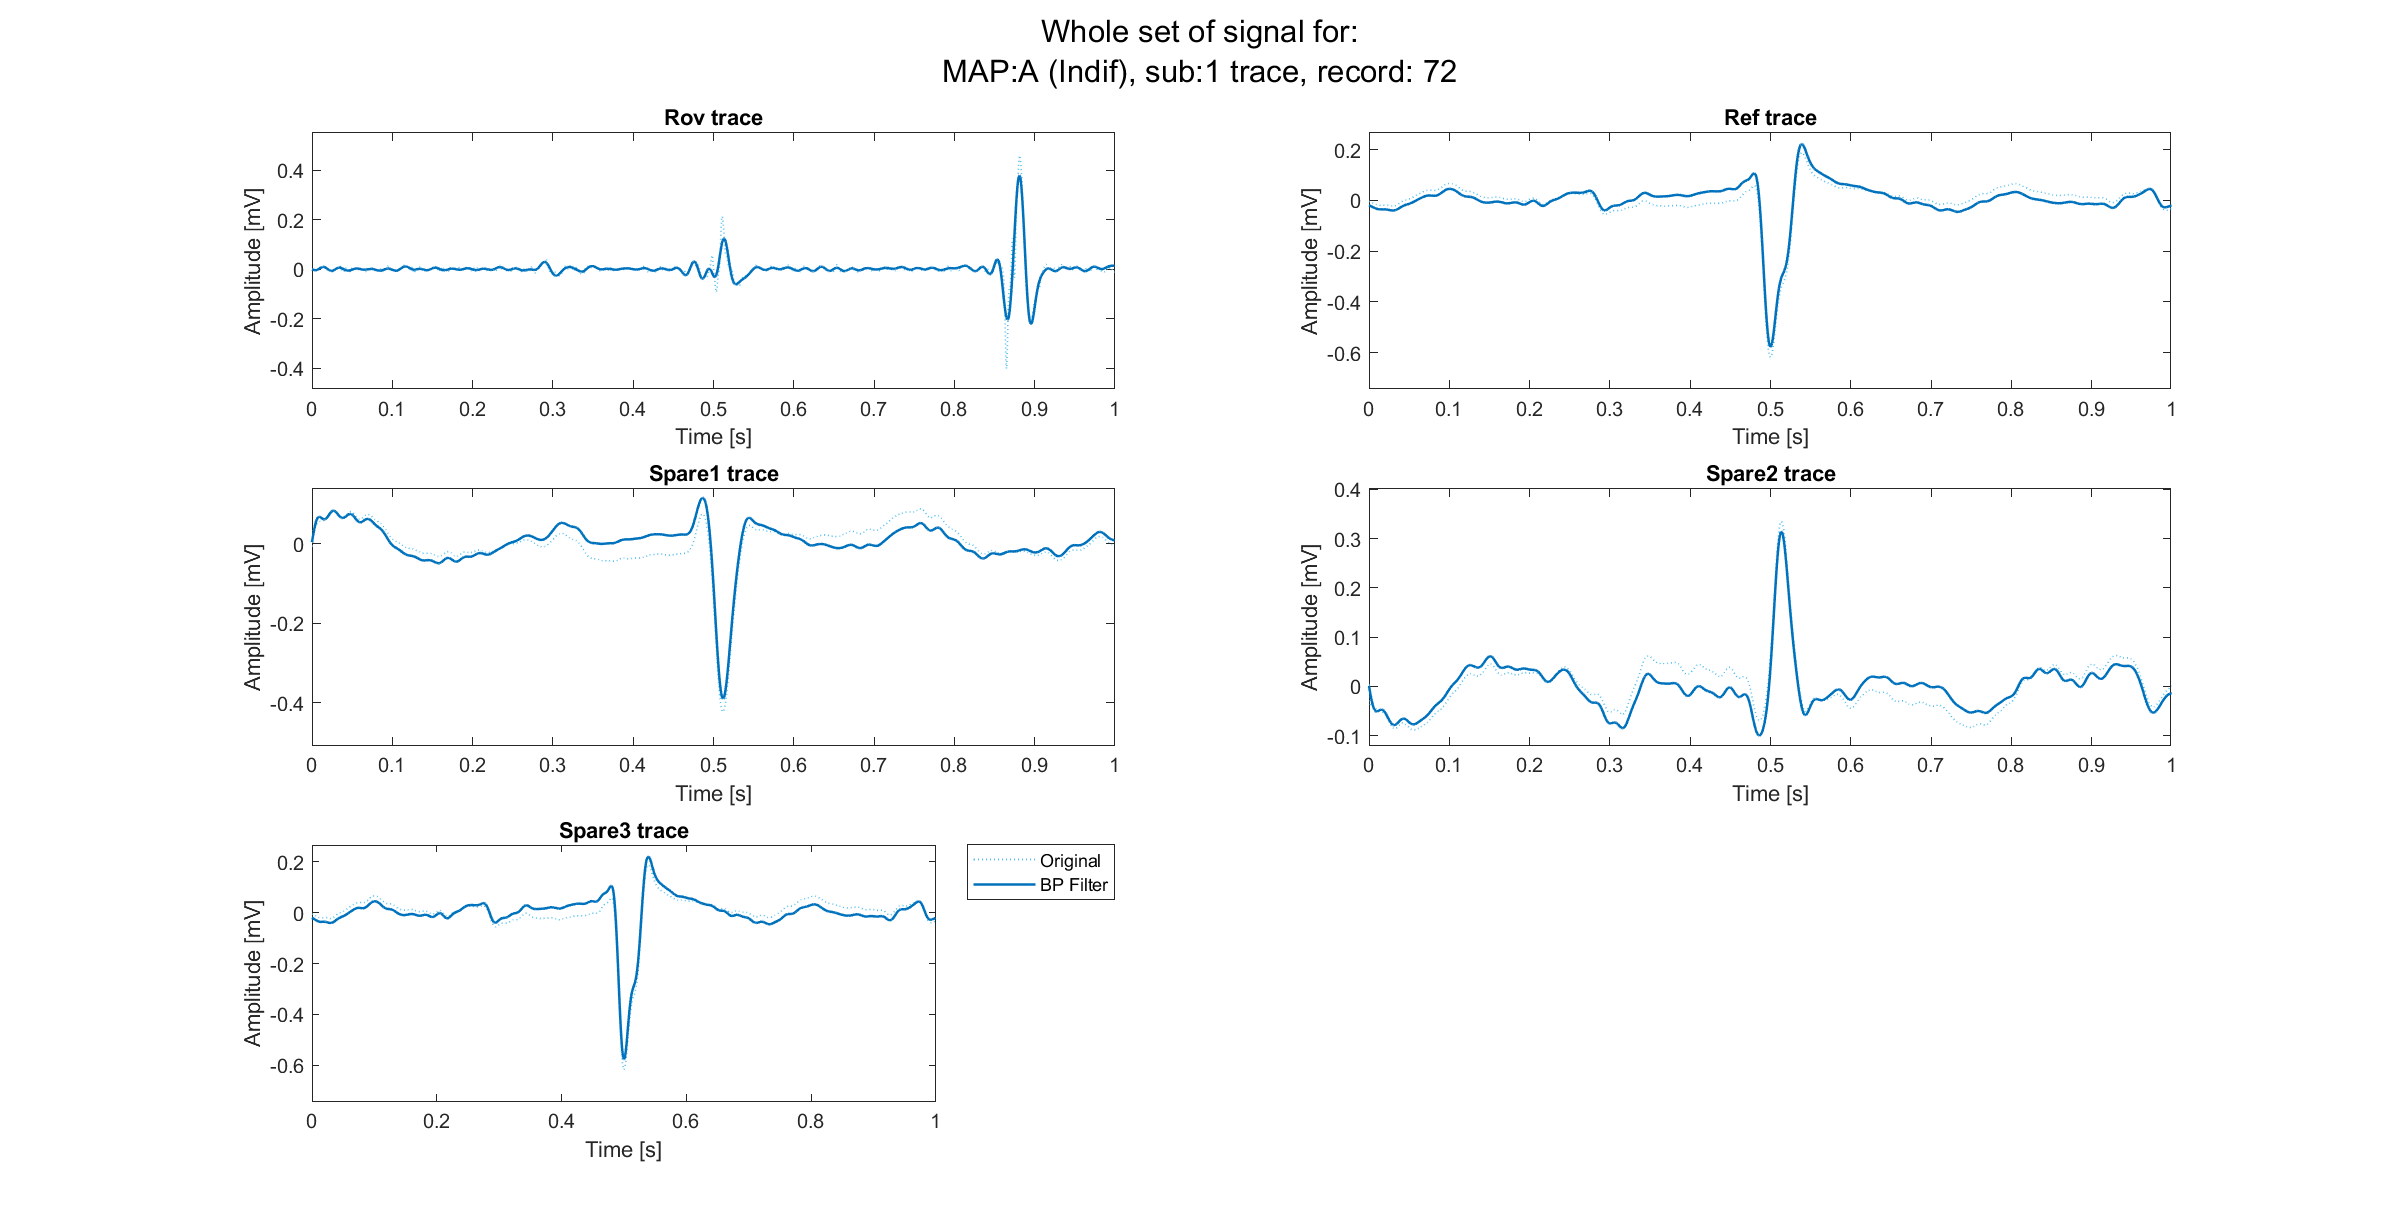 Whole set of signal for:
MAP:A (Indif), sub:1 trace, record: 72
Rov trace
Amplitude [mV]
0.4
0.2
0
-0.2
-0.4
0 0.1 0.2 0.3 0.4 0.5 0.6 0.7 0.8 0.9 1
Time [s]
Ref trace
Amplitude [mV]
0.2
0
-0.2
-0.4
-0.6
0 0.1 0.2 0.3 0.4 0.5 0.6 0.7 0.8 0.9 1
Time [s]
Spare1 trace
Amplitude [mV]
0
-0.2
-0.4
0 0.1 0.2 0.3 0.4 0.5 0.6 0.7 0.8 0.9 1
Time [s]
Spare2 trace
Amplitude [mV]
0.4
0.3
0.2
0.1
0
-0.1
0 0.1 0.2 0.3 0.4 0.5 0.6 0.7 0.8 0.9 1
Time [s]
Spare3 trace
Amplitude [mV]
0.2
0
-0.2
-0.4
-0.6
0 0.2 0.4 0.6 0.8 1
Time [s]
Original
BP Filter